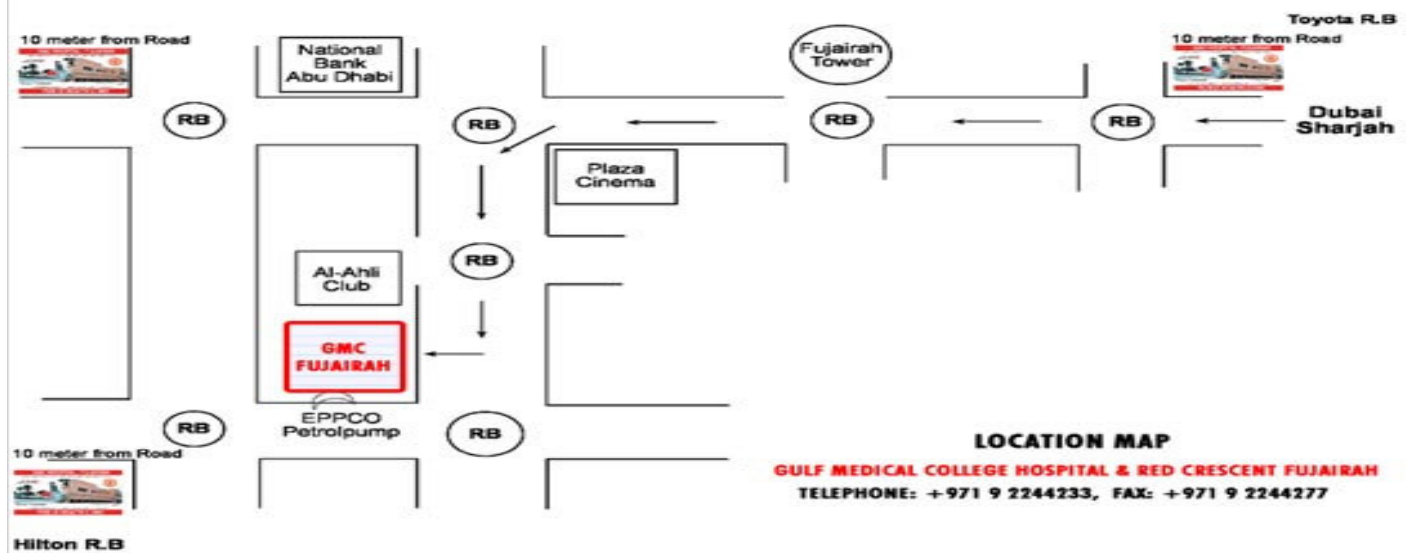 Toyota R.B
10 meter from Road
10 meter from Road
National
Bank
Abu Dhabi
Fujairah
Tower
RB
RB
RB
RB
Dubai
Sharjah
Plaza
Cinema
RB
Al-Ahli
Club
GMC
FUJAIRAH
EPPCO
Petrolpump
RB
RB
10 meter from Road
Hilton R.B
LOCATION MAP
GULF MEDICAL COLLEGE HOSPITAL & RED CRESCENT FUJAIRAH
TELEPHONE: +971 9 2244233, FAX: +971 9 2244277